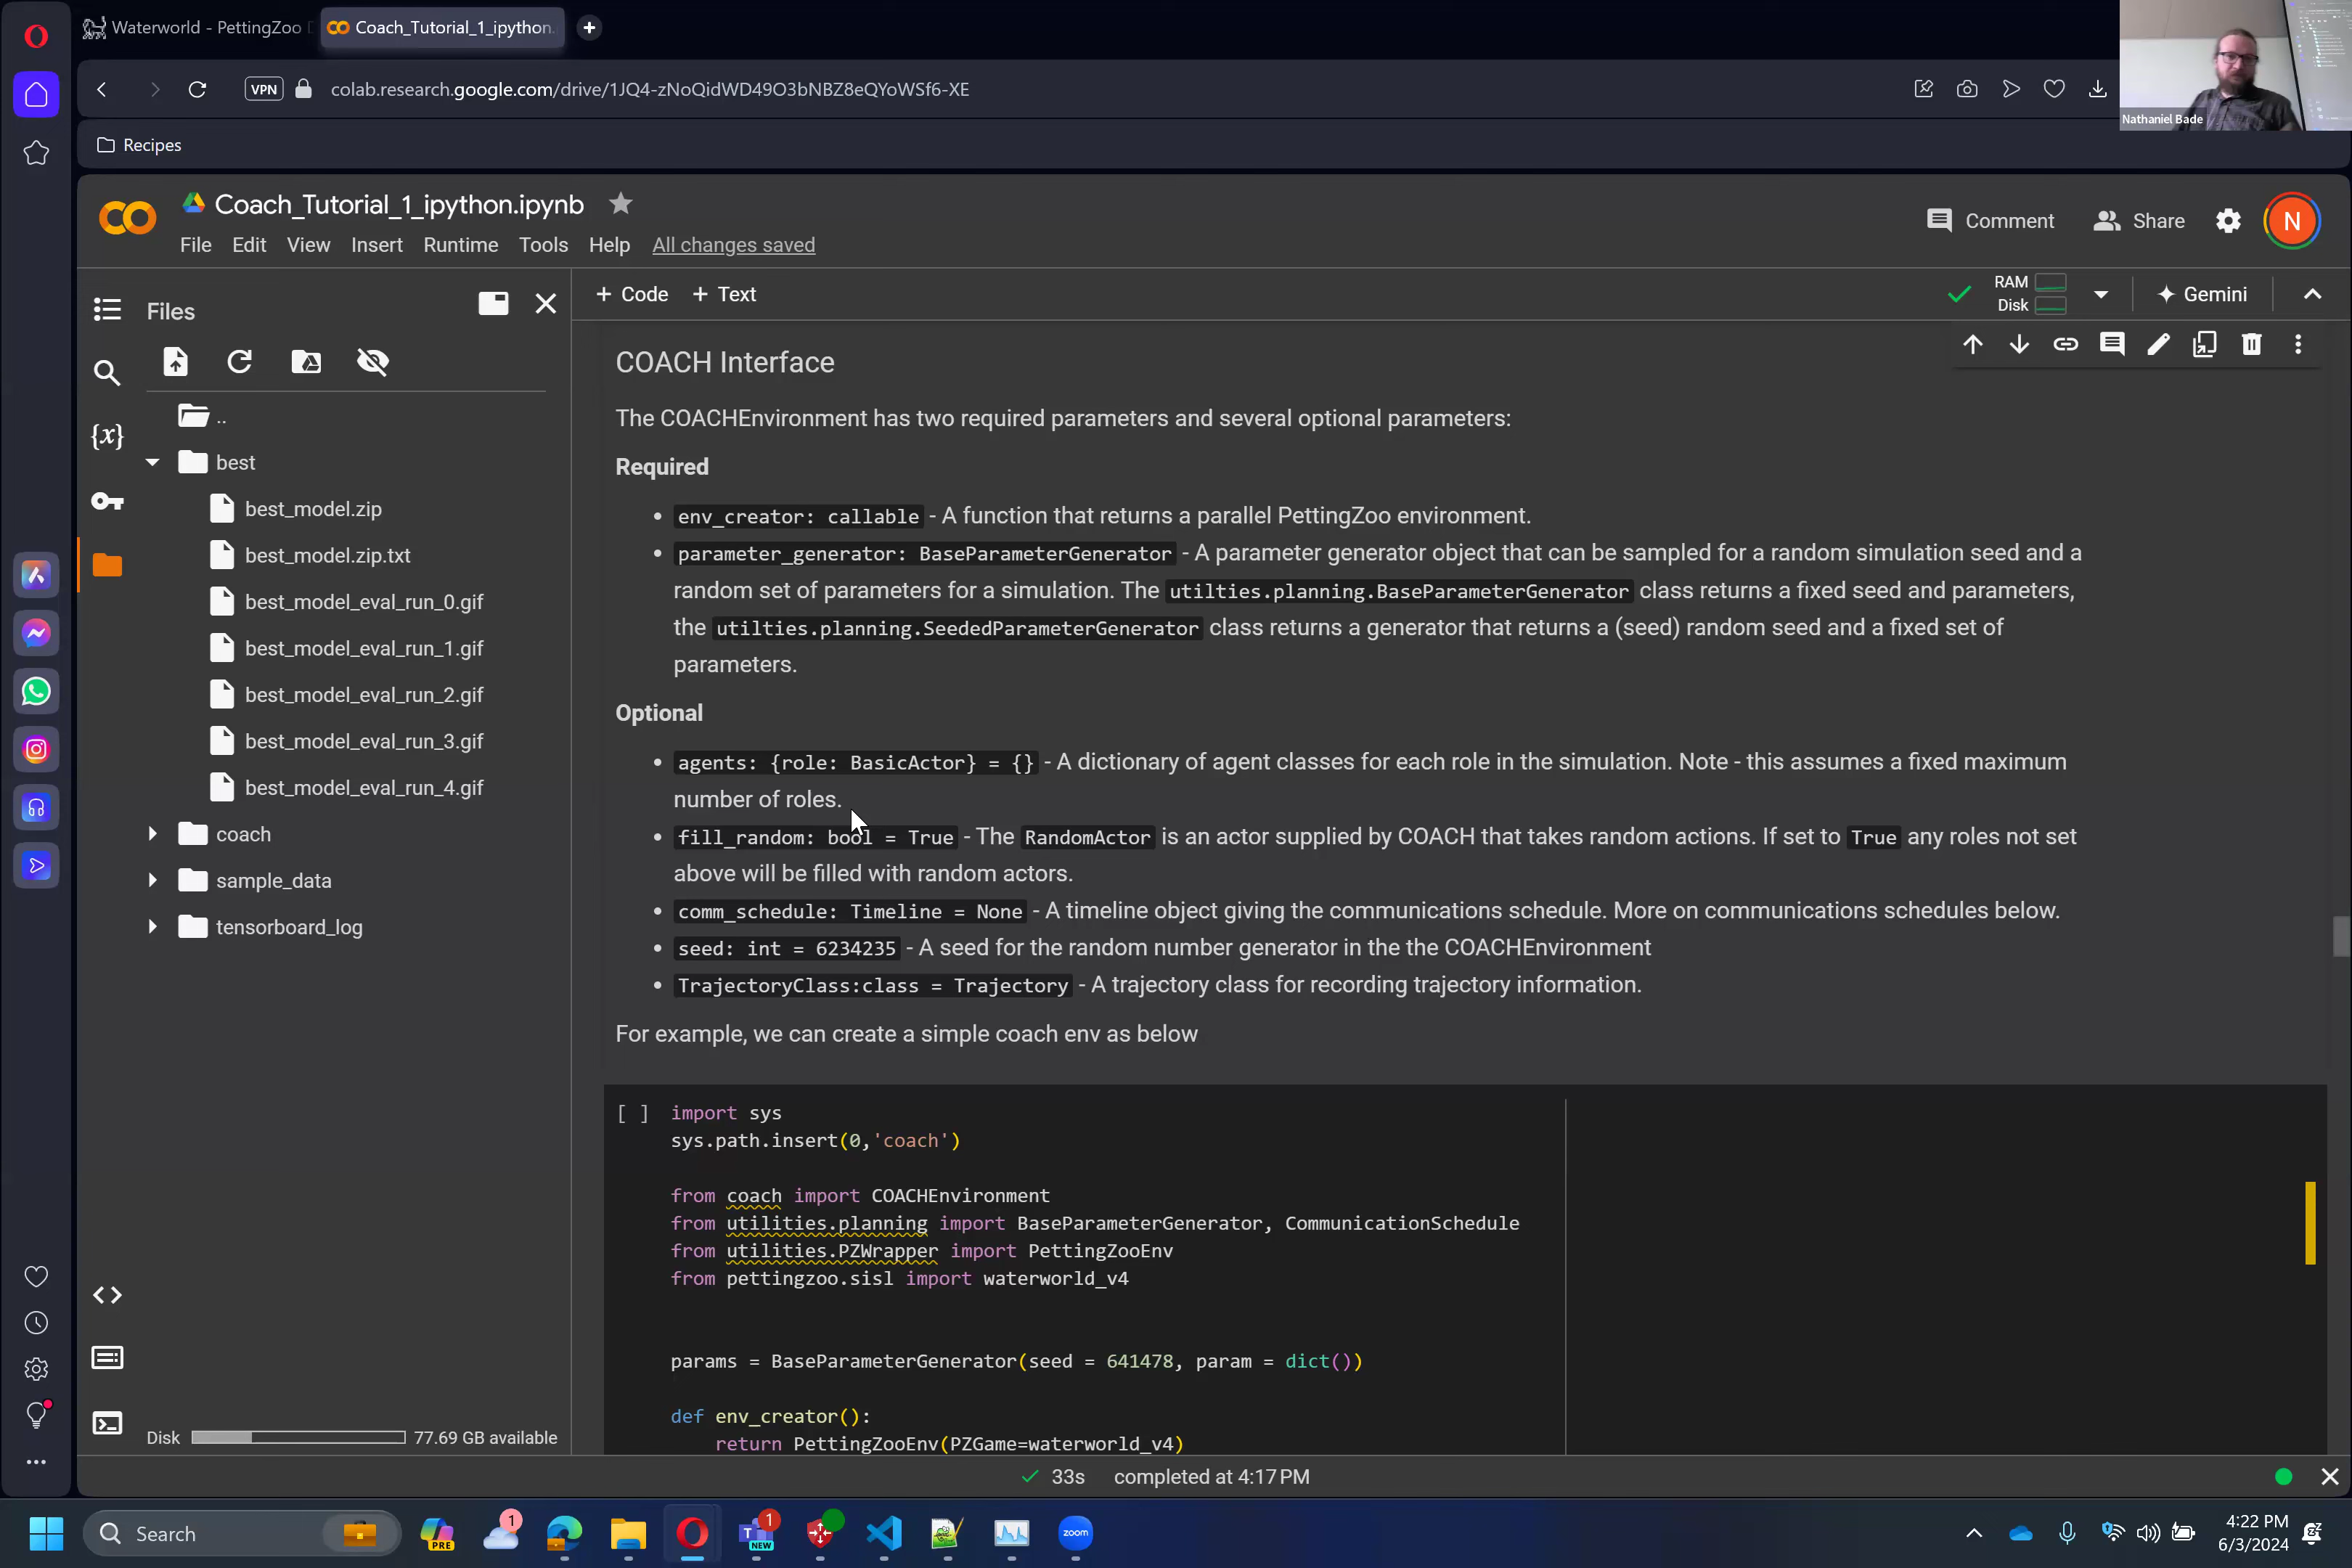 Waterworld - PettingZoo
Coach_Tutorial_1_ipython.
VPN
colab.research.google.com/drive/1JQ4-zNoQidWD49O3bNBZ8eQYoWSf6-XE
Nathaniel Bade
Recipes
Coach_Tutorial_1_ipython.ipynb
File Edit View Insert Runtime Tools Help All changes saved
Comment
Share
N
Files
+ Code + Text
RAM
Disk
Gemini
..
best
best_model.zip
best_model.zip.txt
best_model_eval_run_0.gif
best_model_eval_run_1.gif
best_model_eval_run_2.gif
best_model_eval_run_3.gif
best_model_eval_run_4.gif
coach
sample_data
tensorboard_log
Disk
77.69 GB available
COACH Interface
The COACHEnvironment has two required parameters and several optional parameters:
Required
• env_creator: callable - A function that returns a parallel PettingZoo environment.
• parameter_generator: BaseParameterGenerator - A parameter generator object that can be sampled for a random simulation seed and a
random set of parameters for a simulation. The utilties.planning.BaseParameterGenerator class returns a fixed seed and parameters,
the utilties.planning.SeededParameterGenerator class returns a generator that returns a (seed) random seed and a fixed set of
parameters.
Optional
• agents: {role: BasicActor} = {} - A dictionary of agent classes for each role in the simulation. Note - this assumes a fixed maximum
number of roles.
• fill_random: bool = True - The RandomActor is an actor supplied by COACH that takes random actions. If set to True any roles not set
above will be filled with random actors.
• comm_schedule: Timeline = None - A timeline object giving the communications schedule. More on communications schedules below.
• seed: int = 6234235 - A seed for the random number generator in the the COACHEnvironment
• TrajectoryClass:class = Trajectory - A trajectory class for recording trajectory information.
For example, we can create a simple coach env as below
[ ] import sys
sys.path.insert(0,'coach')
from coach import COACHEnvironment
from utilities.planning import BaseParameterGenerator, CommunicationSchedule
from utilities.PZWrapper import PettingZooEnv
from pettingzoo.sisl import waterworld_v4
params = BaseParameterGenerator(seed = 641478, param = dict())
def env_creator():
return PettingZooEnv(PZGame=waterworld_v4)
33s completed at 4:17 PM
Search
PRE
1
1
NEW
zoom
4:22 PM
6/3/2024